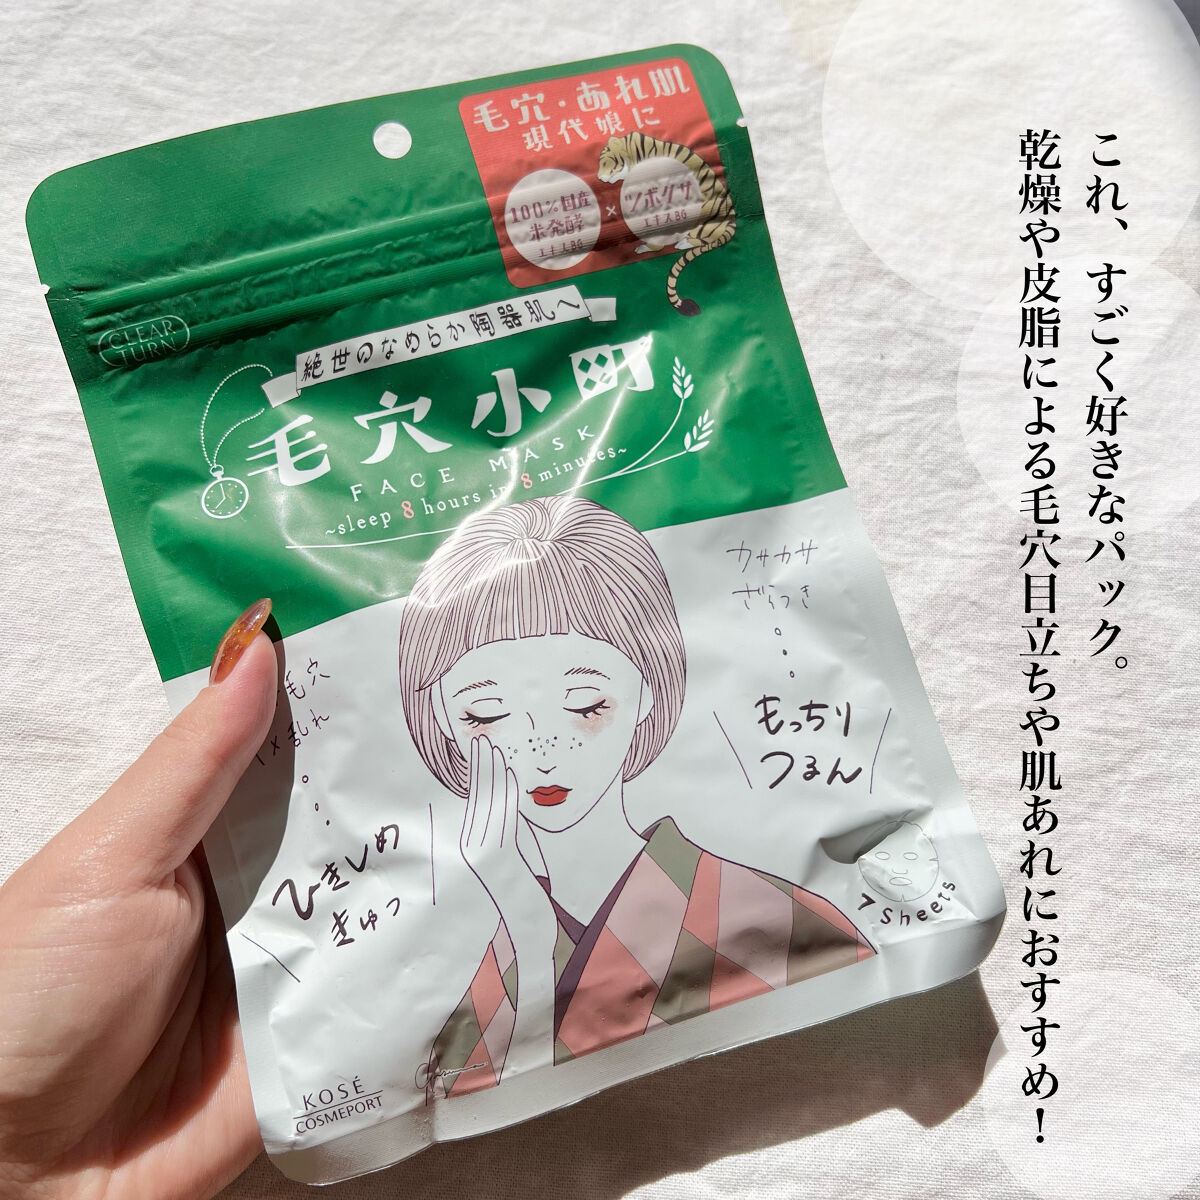 これ、すごく好きなパック。
乾燥や皮脂による毛穴目立ちや肌あれにおすすめ！
毛穴・あれ肌
現代娘に
100%国産
米発酵
エキスBG
×
ツボクサ
エキスBG
CICA
CLEAR
TURN
絶世のなめらか陶器肌へ
毛穴小町
FACE MASK
~sleep 8 hours in 8 minutes~
カサカサ
ざらつき
もっちり
つるん
毛穴
×乱れ
ひきしめ
きゅっ
7 Sheets
KOSÉ
COSMEPORT